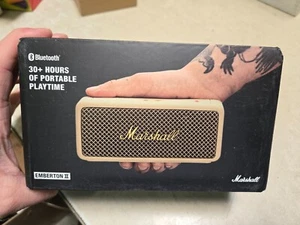 Bluetooth®
30+ HOURS
OF PORTABLE
PLAYTIME
Marshall
EMBERTON II
Marshall